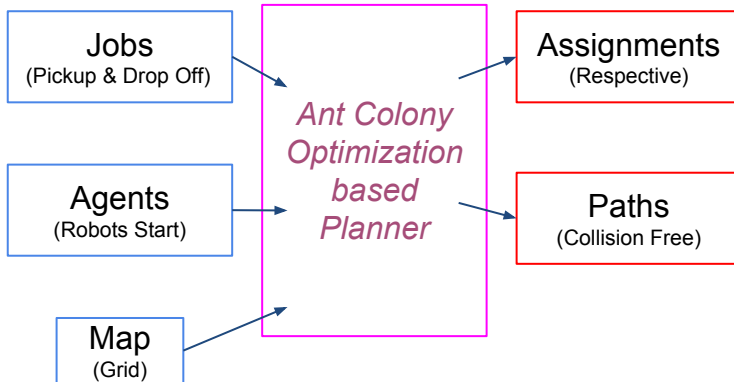 Jobs
(Pickup & Drop Off)
Agents
(Robots Start)
Map
(Grid)
Ant Colony
Optimization
based
Planner
Assignments
(Respective)
Paths
(Collision Free)